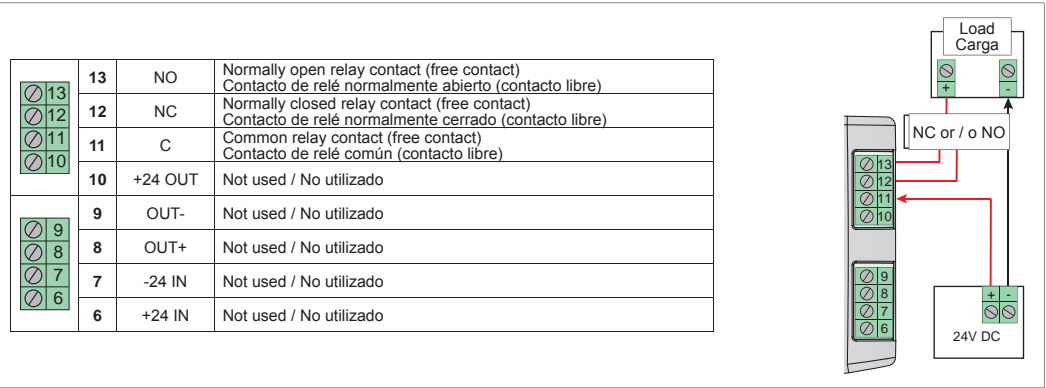 13
12
11
10
13 NO Normally open relay contact (free contact)
Contacto de relé normalmente abierto (contacto libre)
12 NC Normally closed relay contact (free contact)
Contacto de relé normalmente cerrado (contacto libre)
11 C Common relay contact (free contact)
Contacto de relé común (contacto libre)
10 +24 OUT Not used / No utilizado
9
8
7
6
9 OUT- Not used / No utilizado
8 OUT+ Not used / No utilizado
7 -24 IN Not used / No utilizado
6 +24 IN Not used / No utilizado
Load
Carga
+ -
NC or / o NO
13
12
11
10
9
8
7
6
+ -
24V DC